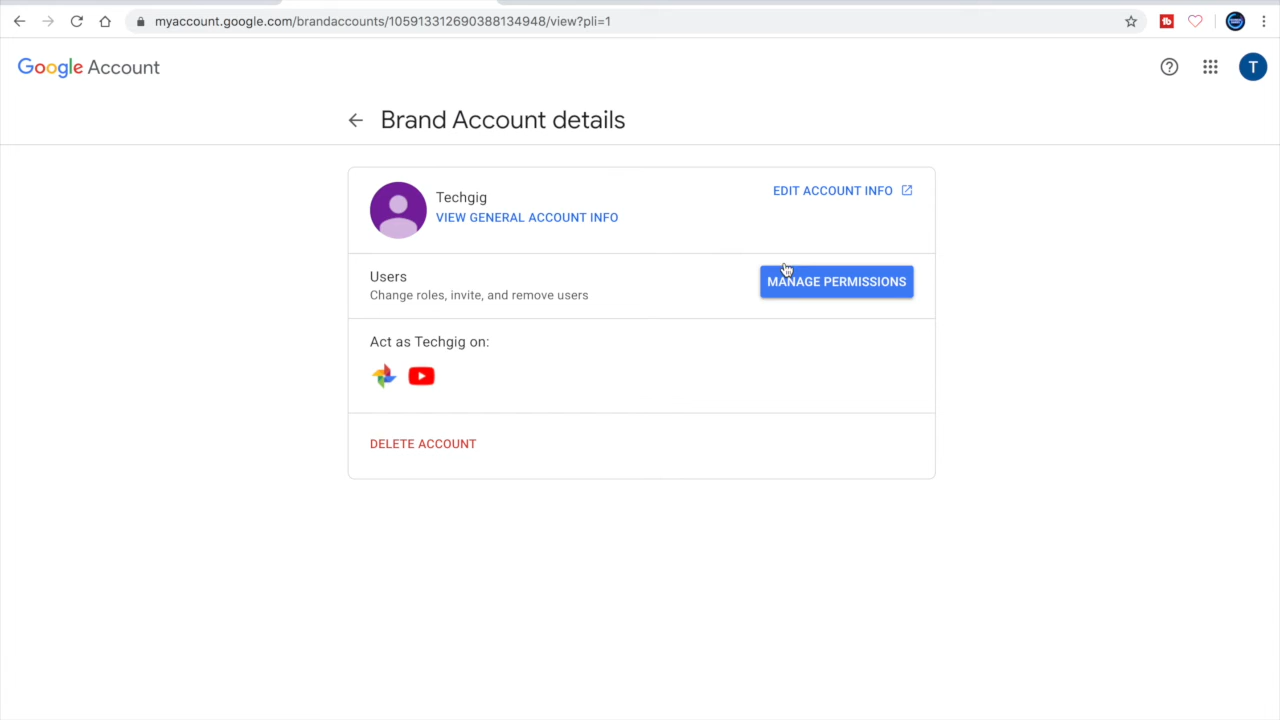 myaccount.google.com/brandaccounts/105913312690388134948/view?pli=1
Google Account
T
Brand Account details
Techgig
EDIT ACCOUNT INFO
VIEW GENERAL ACCOUNT INFO
Users
MANAGE PERMISSIONS
Change roles, invite, and remove users
Act as Techgig on:
DELETE ACCOUNT